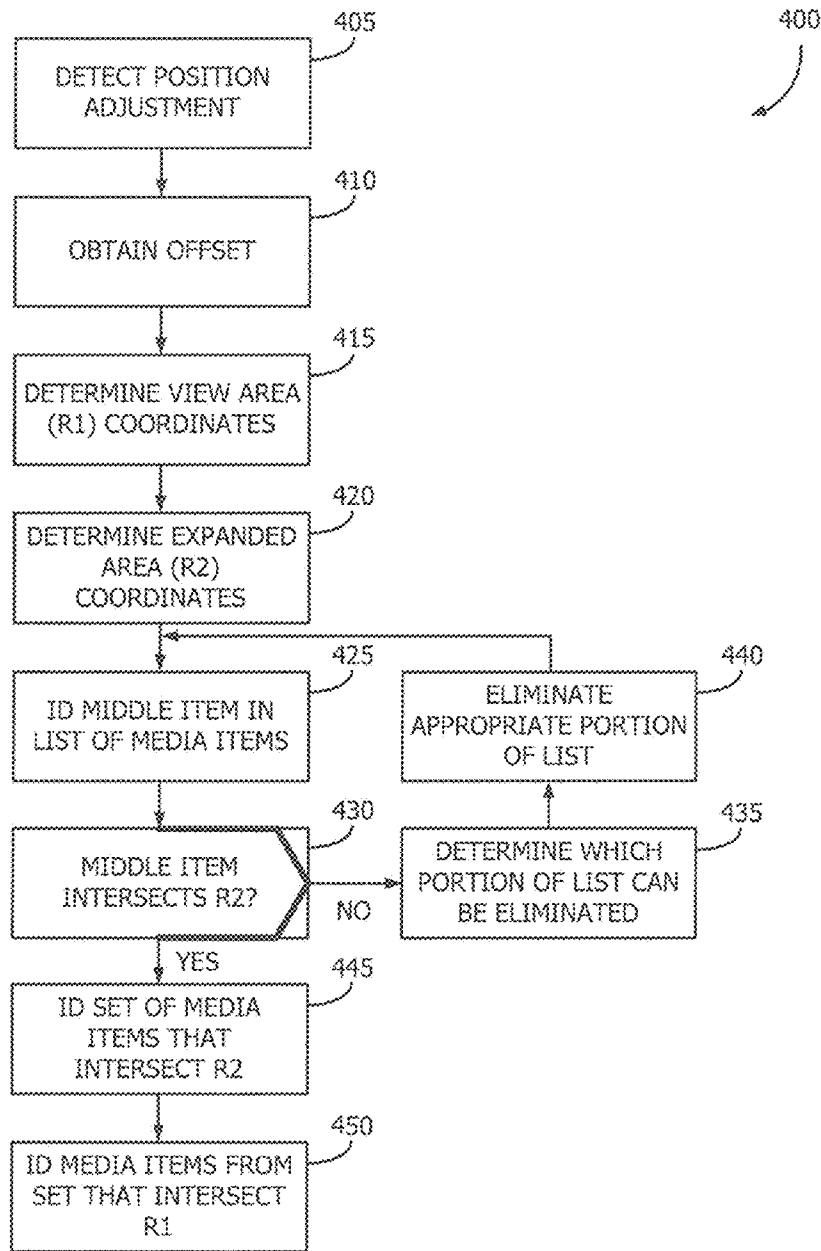 400
405
DETECT POSITION
ADJUSTMENT
410
OBTAIN OFFSET
415
DETERMINE VIEW AREA
(R1) COORDINATES
420
DETERMINE EXPANDED
AREA (R2)
COORDINATES
425
ID MIDDLE ITEM IN
LIST OF MEDIA ITEMS
440
ELIMINATE
APPROPRIATE PORTION
OF LIST
430
MIDDLE ITEM
INTERSECTS R2?
NO
435
DETERMINE WHICH
PORTION OF LIST CAN
BE ELIMINATED
YES
445
ID SET OF MEDIA
ITEMS THAT
INTERSECT R2
450
ID MEDIA ITEMS FROM
SET THAT INTERSECT
R1